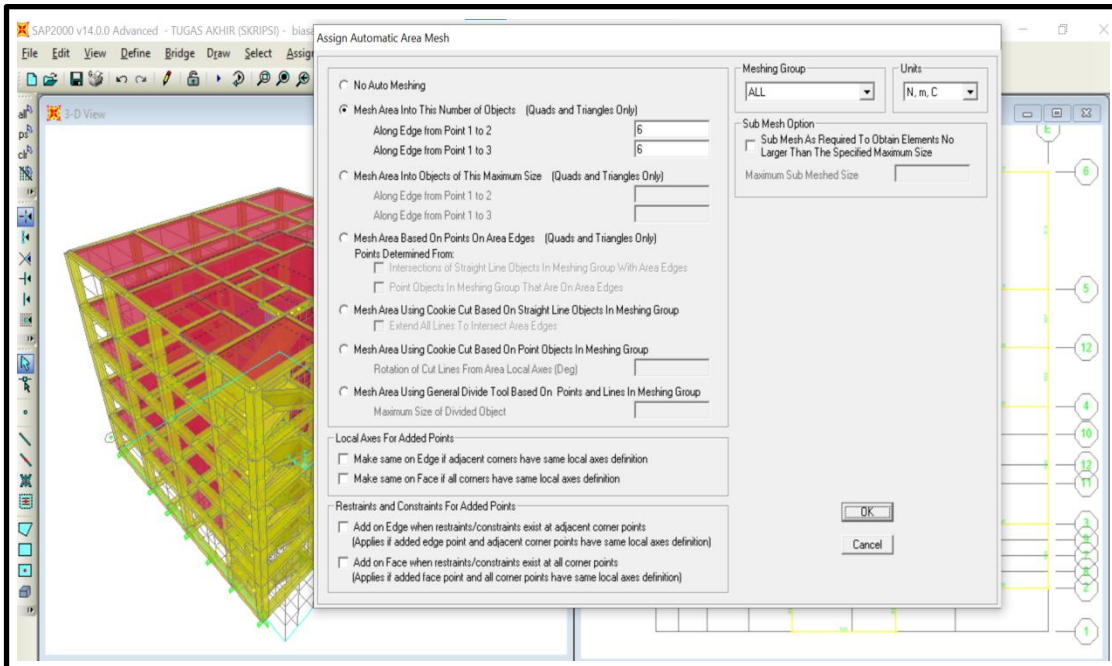 SAP2000 v14.0.0 Advanced - TUGAS AKHIR (SKRIPSI) - biasa
File Edit View Define Bridge Draw Select Assign
all
ps
clr
3-D View
Assign Automatic Area Mesh
No Auto Meshing
Mesh Area Into This Number of Objects (Quads and Triangles Only)
Along Edge from Point 1 to 2 6
Along Edge from Point 1 to 3 6
Mesh Area Into Objects of This Maximum Size (Quads and Triangles Only)
Along Edge from Point 1 to 2
Along Edge from Point 1 to 3
Mesh Area Based On Points On Area Edges (Quads and Triangles Only)
Points Determined From:
Intersections of Straight Line Objects In Meshing Group With Area Edges
Point Objects In Meshing Group That Are On Area Edges
Mesh Area Using Cookie Cut Based On Straight Line Objects In Meshing Group
Extend All Lines To Intersect Area Edges
Mesh Area Using Cookie Cut Based On Point Objects In Meshing Group
Rotation of Cut Lines From Area Local Axes (Deg)
Mesh Area Using General Divide Tool Based On Points and Lines In Meshing Group
Maximum Size of Divided Object
Local Axes For Added Points
Make same on Edge if adjacent corners have same local axes definition
Make same on Face if all corners have same local axes definition
Restraints and Constraints For Added Points
Add on Edge when restraints/constraints exist at adjacent corner points
(Applies if added edge point and adjacent corner points have same local axes definition)
Add on Face when restraints/constraints exist at all corner points
(Applies if added face point and all corner points have same local axes definition)
Meshing Group
ALL
Units
N, m, C
Sub Mesh Option
Sub Mesh As Required To Obtain Elements No
Larger Than The Specified Maximum Size
Maximum Sub Meshed Size
OK
Cancel
E
6
5
12
4
10
12
11
3
2
1